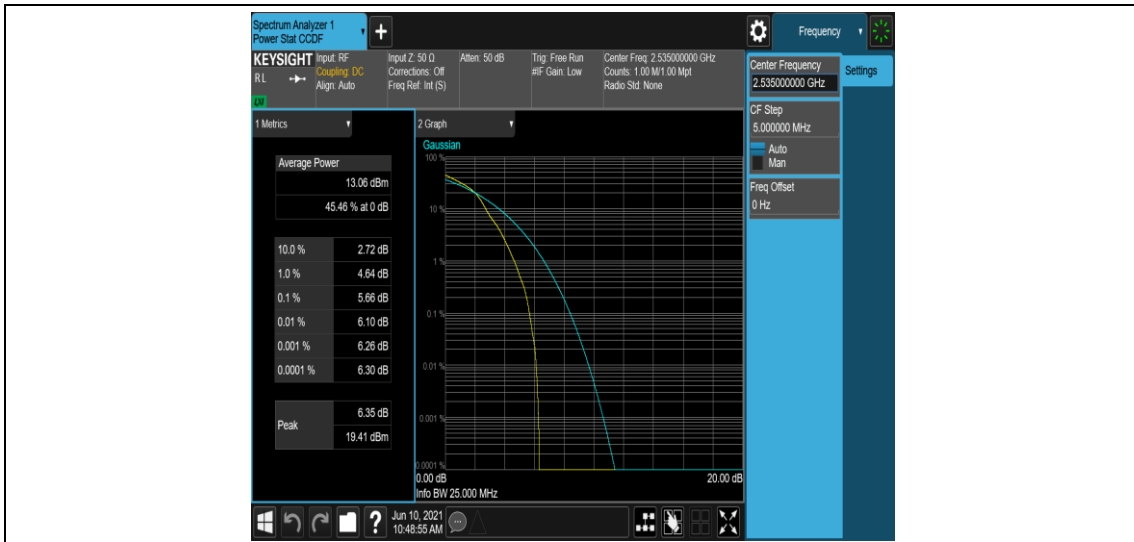 Spectrum Analyzer 1
Power Stat CCDF
+
Frequency
KEYSIGHT
RL
LXI
Input: RF
Coupling: DC
Align: Auto
Input Z: 50 Ω
Corrections: Off
Freq Ref: Int (S)
Atten: 50 dB
Trig: Free Run
#IF Gain: Low
Center Freq: 2.535000000 GHz
Counts: 1.00 M/1.00 Mpt
Radio Std: None
Center Frequency
2.535000000 GHz
Settings
CF Step
5.000000 MHz
Auto
Man
Freq Offset
0 Hz
1 Metrics
Average Power
13.06 dBm
45.46 % at 0 dB
10.0 % 2.72 dB
1.0 % 4.64 dB
0.1 % 5.66 dB
0.01 % 6.10 dB
0.001 % 6.26 dB
0.0001 % 6.30 dB
Peak
6.35 dB
19.41 dBm
2 Graph
Gaussian
100 %
10 %
1 %
0.1 %
0.01 %
0.001 %
0.0001 %
0.00 dB 20.00 dB
Info BW 25.000 MHz
?
Jun 10, 2021
10:48:55 AM